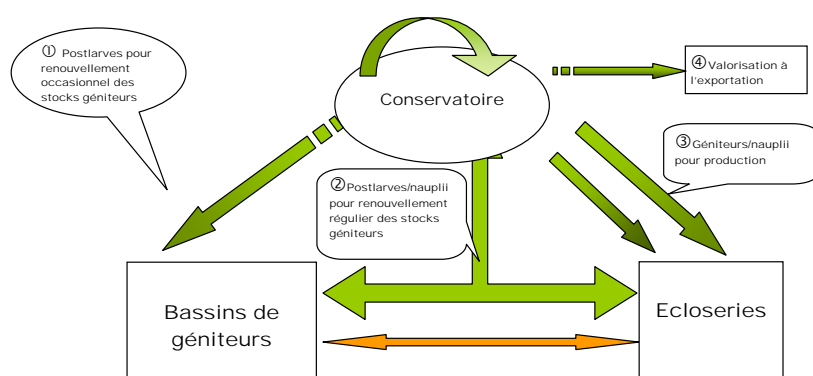 ① Postlarves pour
renouvellement
occasionnel des
stocks géniteurs
Conservatoire
④Valorisation à
l'exportation
③Géniteurs/nauplii
pour production
②Postlarves/nauplii
pour renouvellement
régulier des stocks
géniteurs
Bassins de
géniteurs
Ecloseries